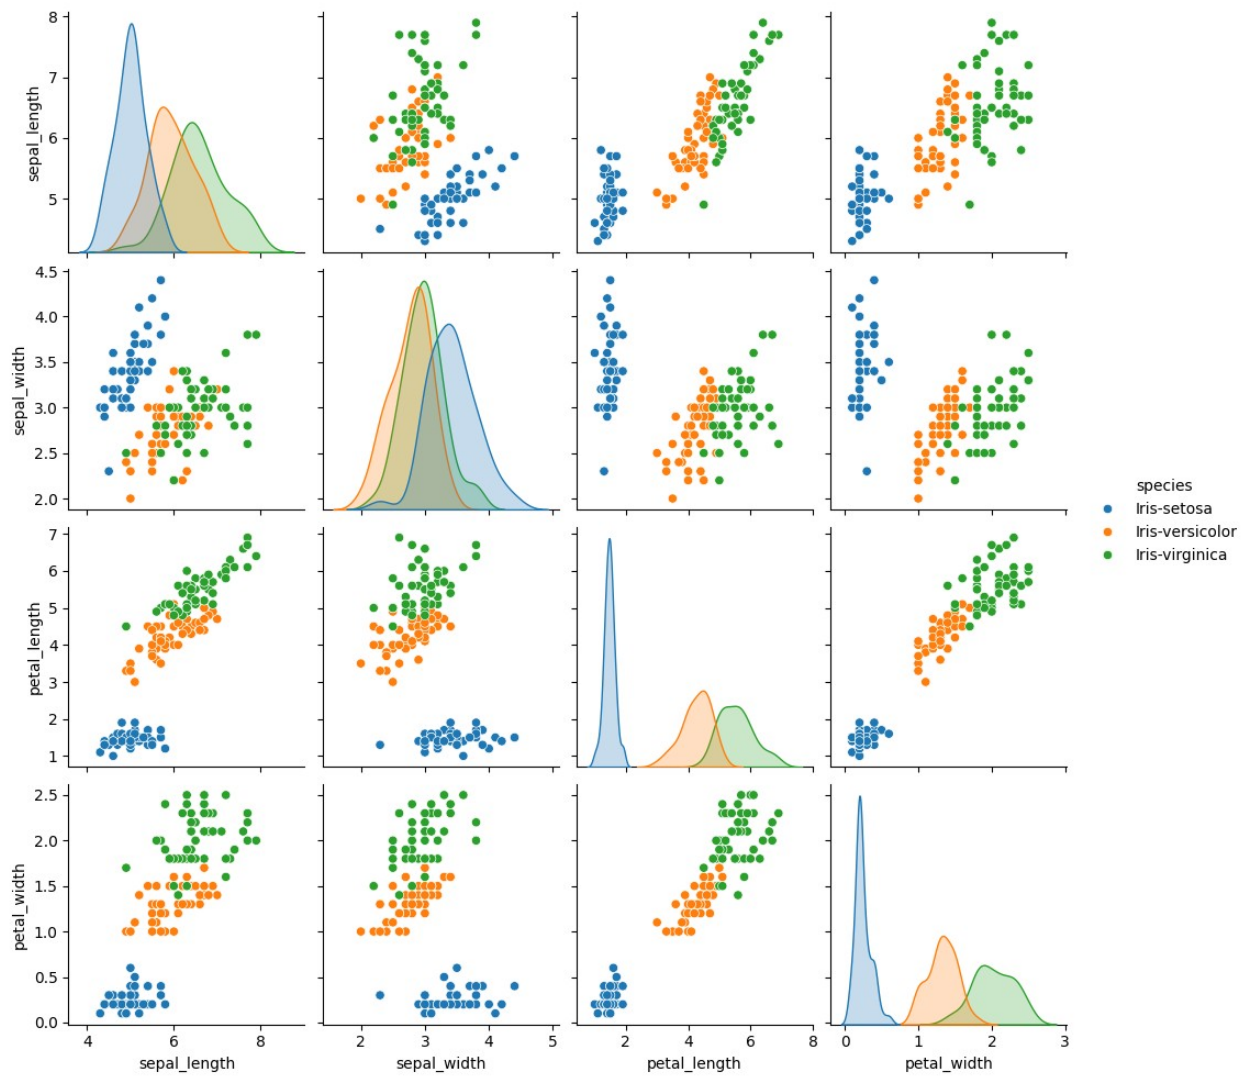 8
7
6
5
sepal_length
4.5
4.0
3.5
3.0
2.5
2.0
sepal_width
species
Iris-setosa
Iris-versicolor
Iris-virginica
7
6
5
4
3
2
1
petal_length
2.5
2.0
1.5
1.0
0.5
0.0
petal_width
4 6 8
2 3 4 5
2 4 6 8
0 1 2 3
sepal_length
sepal_width
petal_length
petal_width